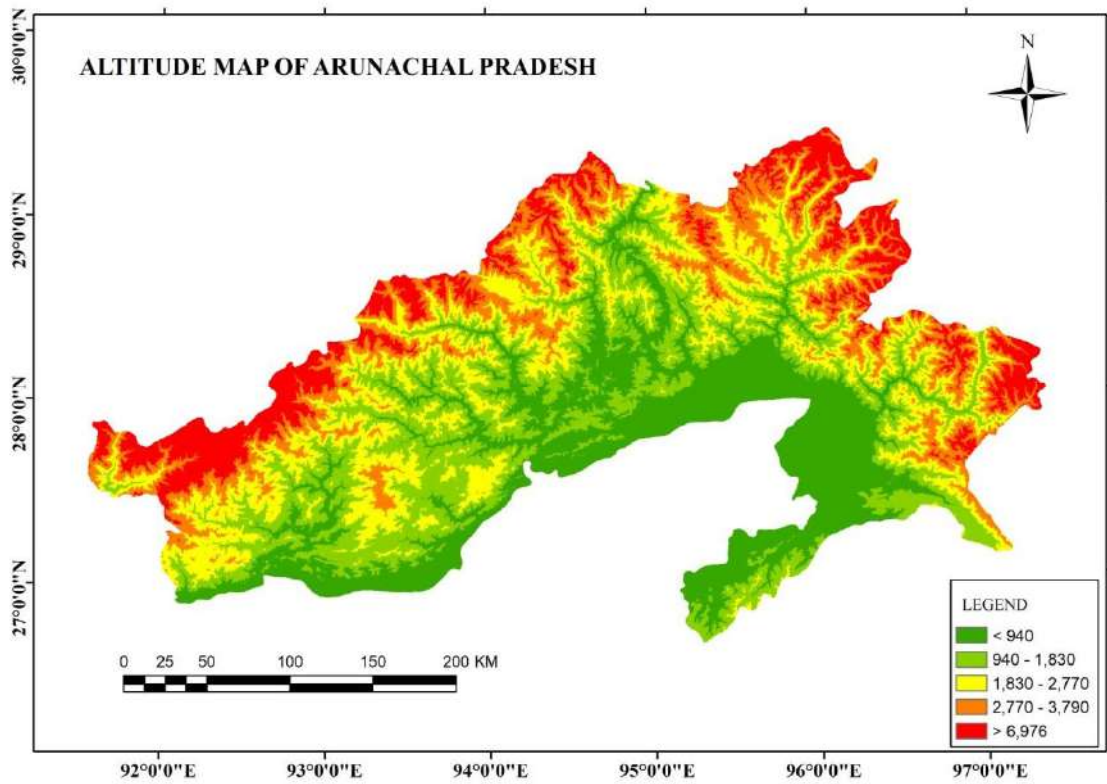 ALTITUDE MAP OF ARUNACHAL PRADESH
N
30°0'0"N
29°0'0"N
28°0'0"N
27°0'0"N
LEGEND
< 940
940 - 1,830
1,830 - 2,770
2,770 - 3,790
> 6,976
0 25 50 100 150 200 KM
92°0'0"E 93°0'0"E 94°0'0"E 95°0'0"E 96°0'0"E 97°0'0"E